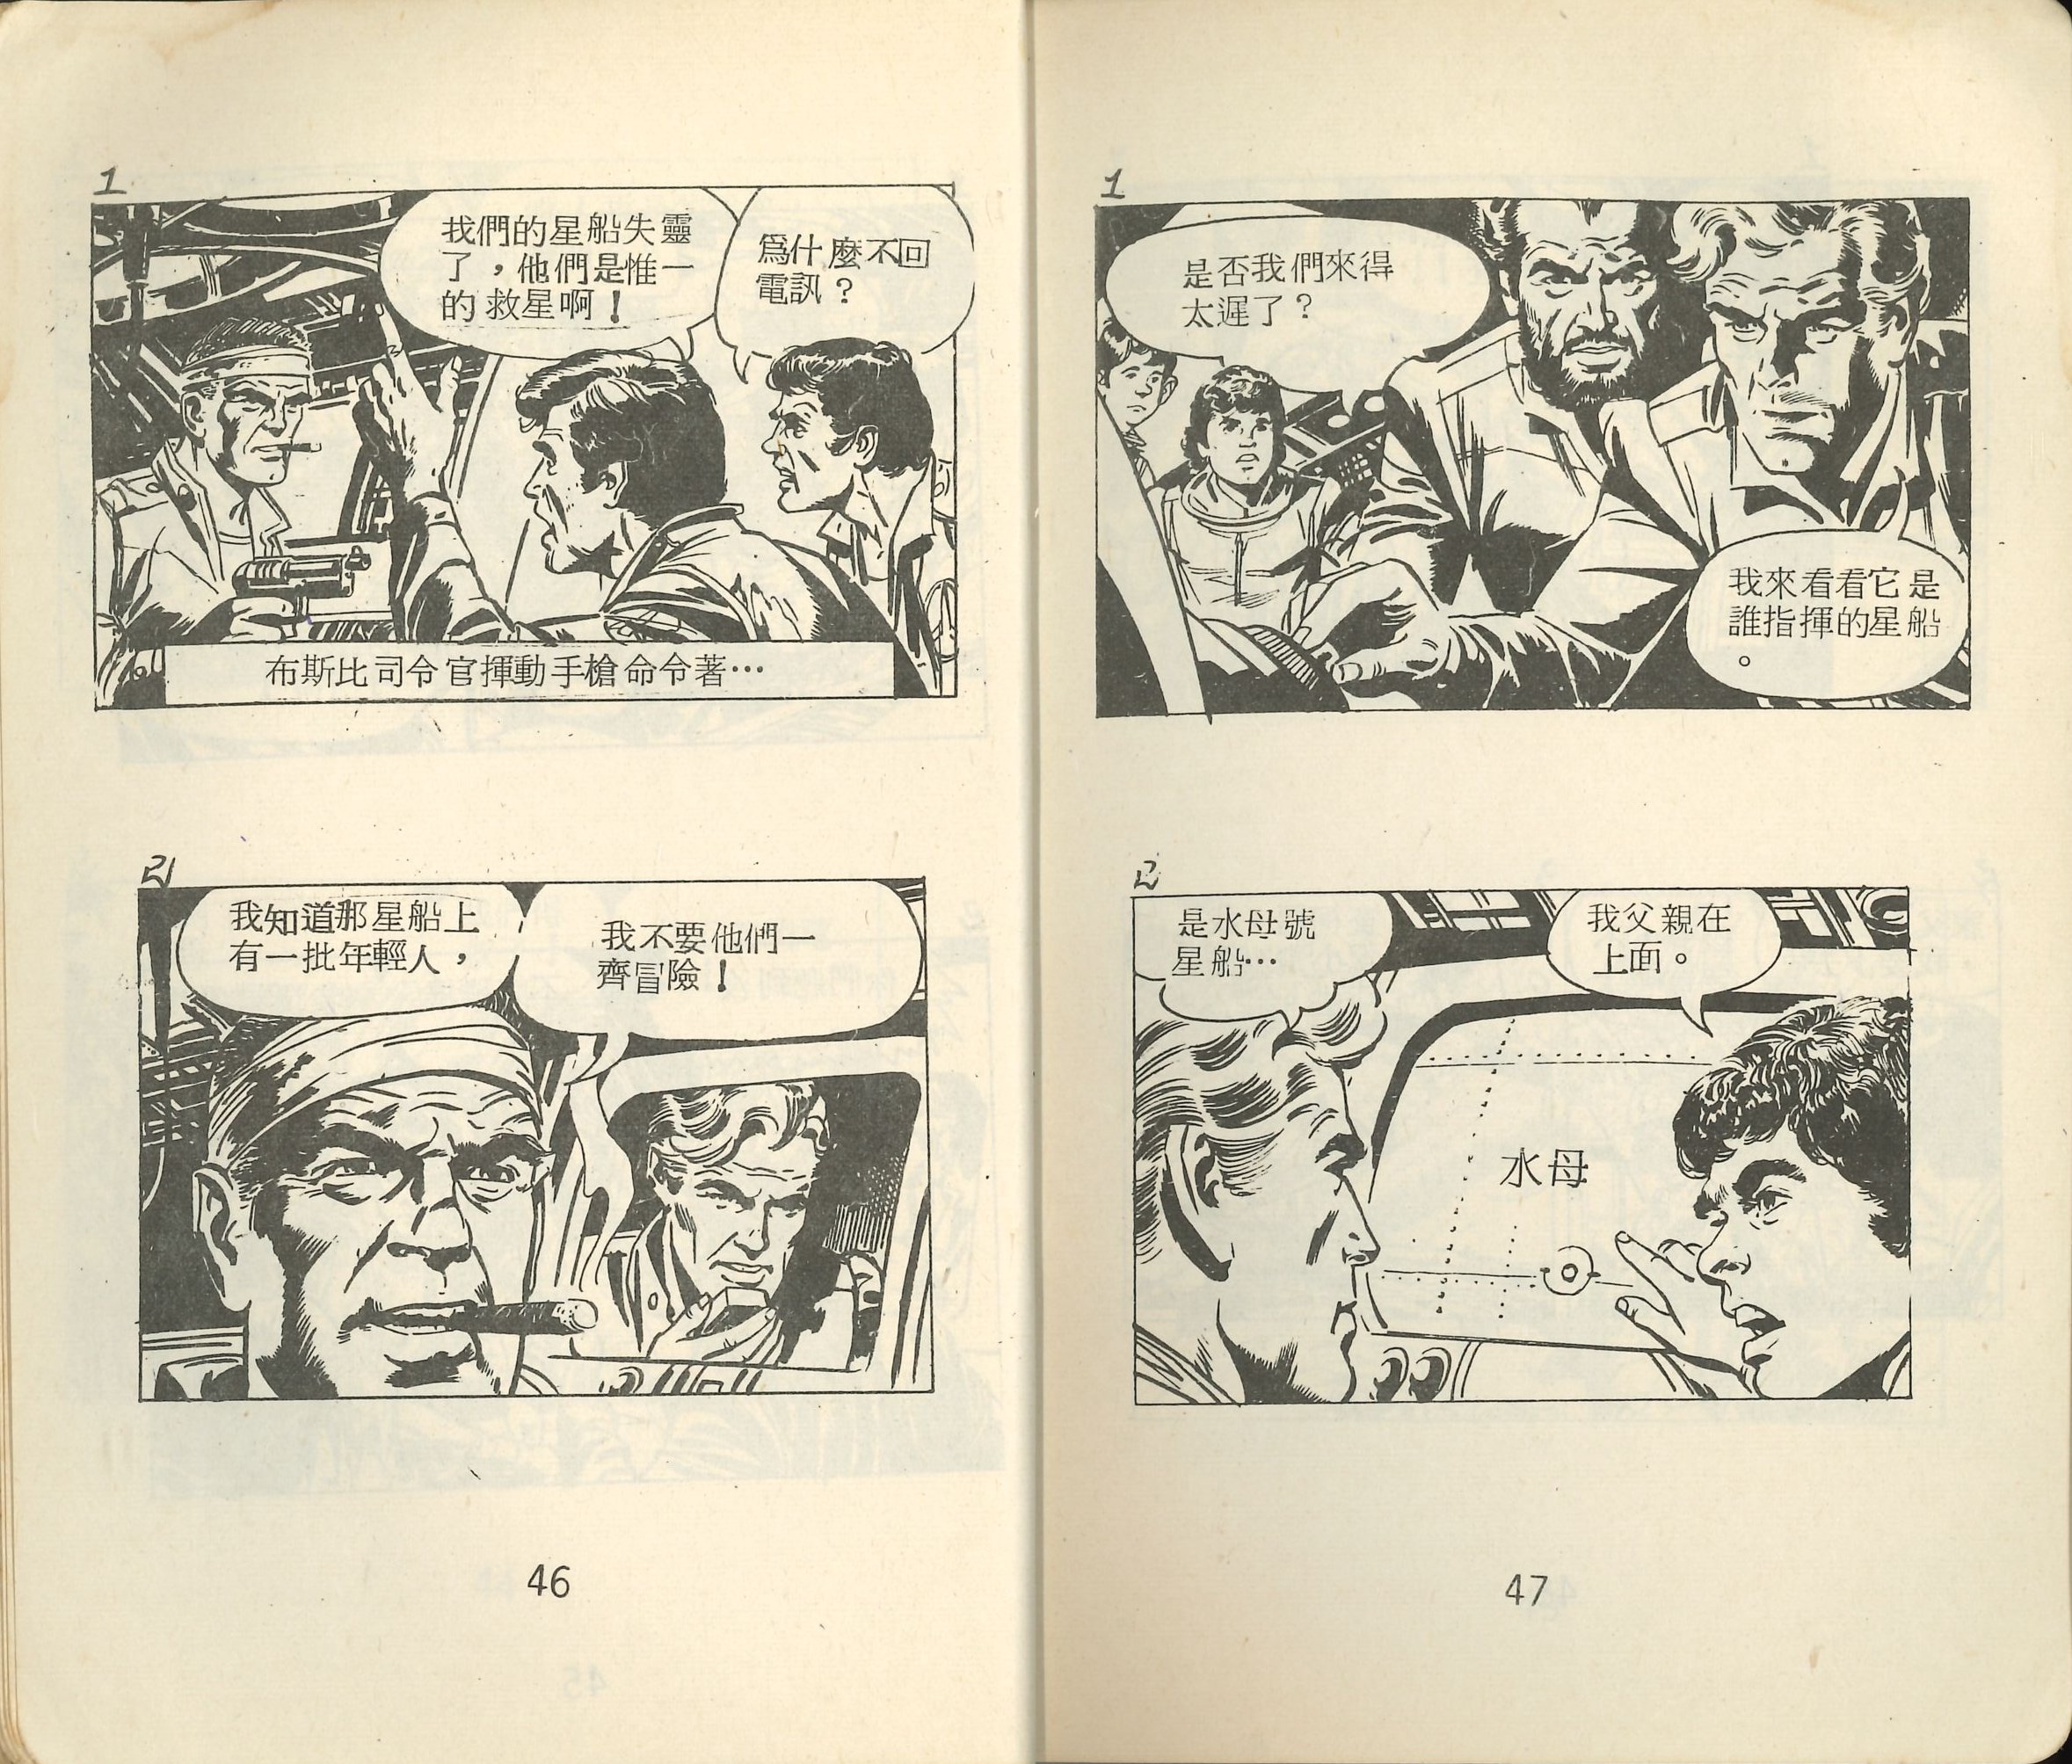 1
我們的星船失靈
了，他們是惟一
的救星啊！
爲什麼不回
電訊？
布斯比司令官揮動手槍命令著…
2
我知道那星船上
有一批年輕人，
我不要他們一
齊冒險！
46
1
是否我們來得
太遲了？
我來看看它是
誰指揮的星船
。
2
是水母號
星船…
我父親在
上面。
水母
47